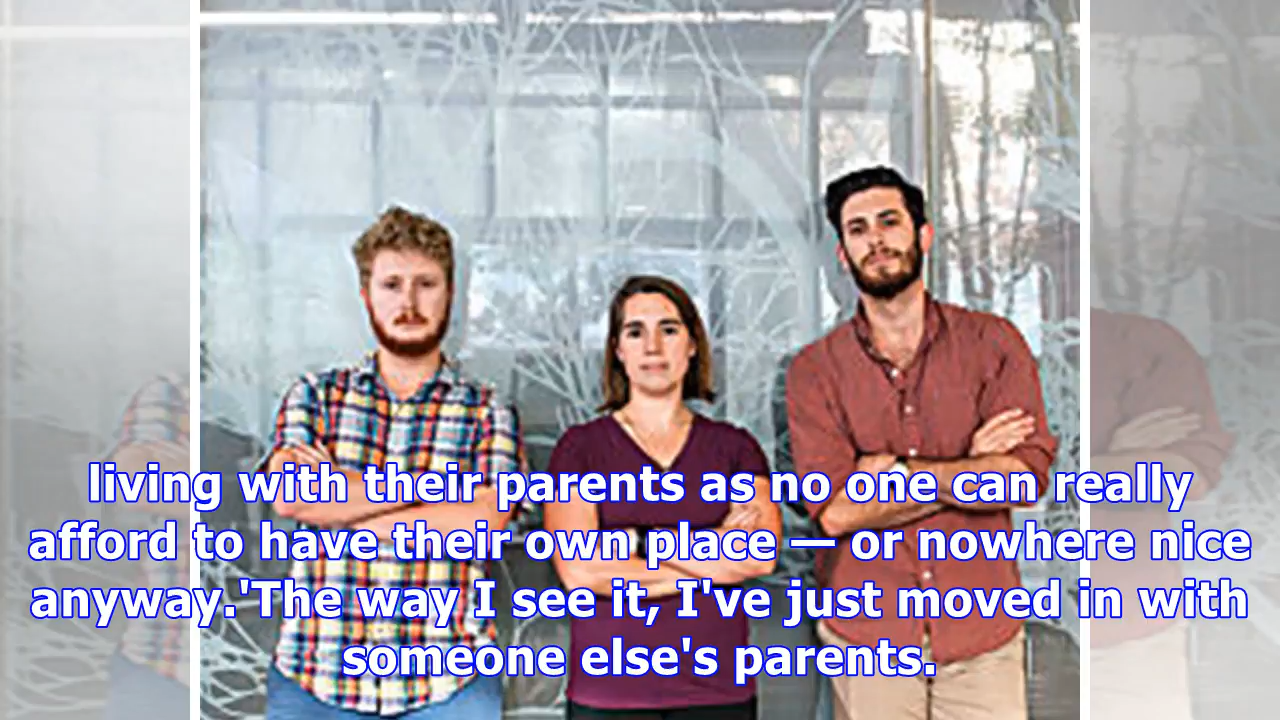 living with their parents as no one can really
afford to have their own place — or nowhere nice
anyway.'The way I see it, I've just moved in with
someone else's parents.